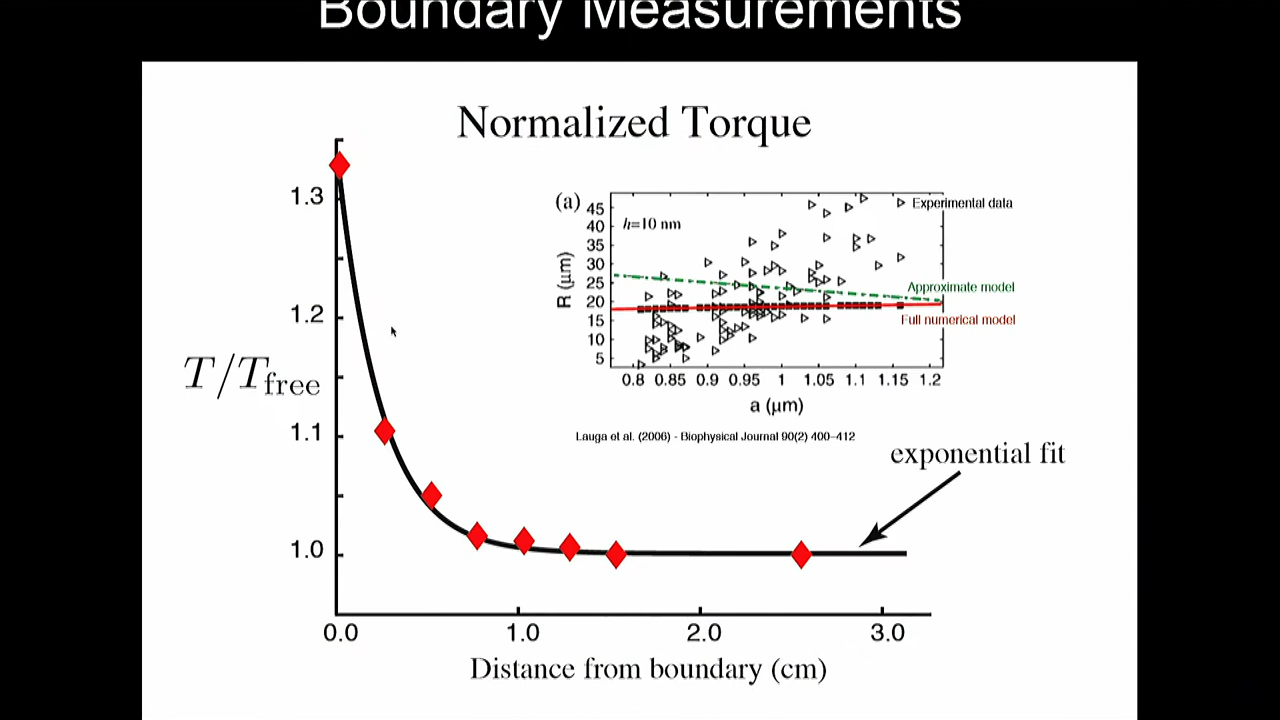 Boundary Measurements
Normalized Torque
1.3
1.2
1.1
1.0
T/Tfree
0.0
1.0
2.0
3.0
Distance from boundary (cm)
exponential fit
(a)
h=10 nm
45
40
35
30
25
20
15
10
5
R (µm)
0.8 0.85 0.9 0.95 1 1.05 1.1 1.15 1.2
a (µm)
Experimental data
Approximate model
Full numerical model
Lauga et al. (2006) - Biophysical Journal 90(2) 400–412